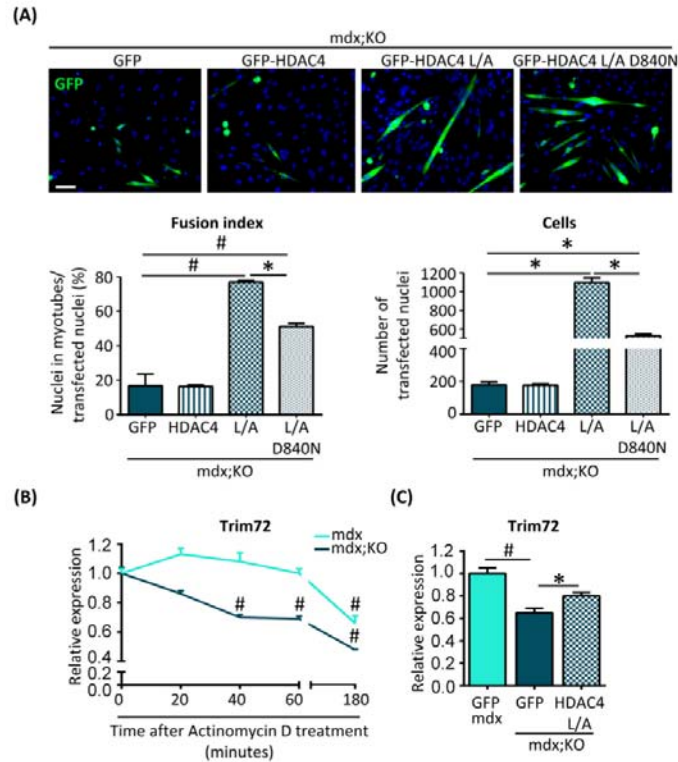 (A)
mdx;KO
GFP GFP-HDAC4 GFP-HDAC4 L/A GFP-HDAC4 L/A D840N
GFP
Fusion index
Nuclei in myotubes/
transfected nuclei (%)
80
60
40
20
0
#
# *
GFP HDAC4 L/A L/A
D840N
mdx;KO
Cells
Number of
transfected nuclei
1200
1000
800
600
400
200
0
*
* *
GFP HDAC4 L/A L/A
D840N
mdx;KO
(B)
Trim72
mdx
mdx;KO
Relative expression
1.2
1.0
0.8
0.6
0.4
0.0
# # #
#
0 20 40 60 180
Time after Actinomycin D treatment
(minutes)
(C)
Trim72
Relative expression
1.2
1.0
0.8
0.6
0.4
0.2
0.0
# *
GFP GFP HDAC4
mdx L/A
mdx;KO